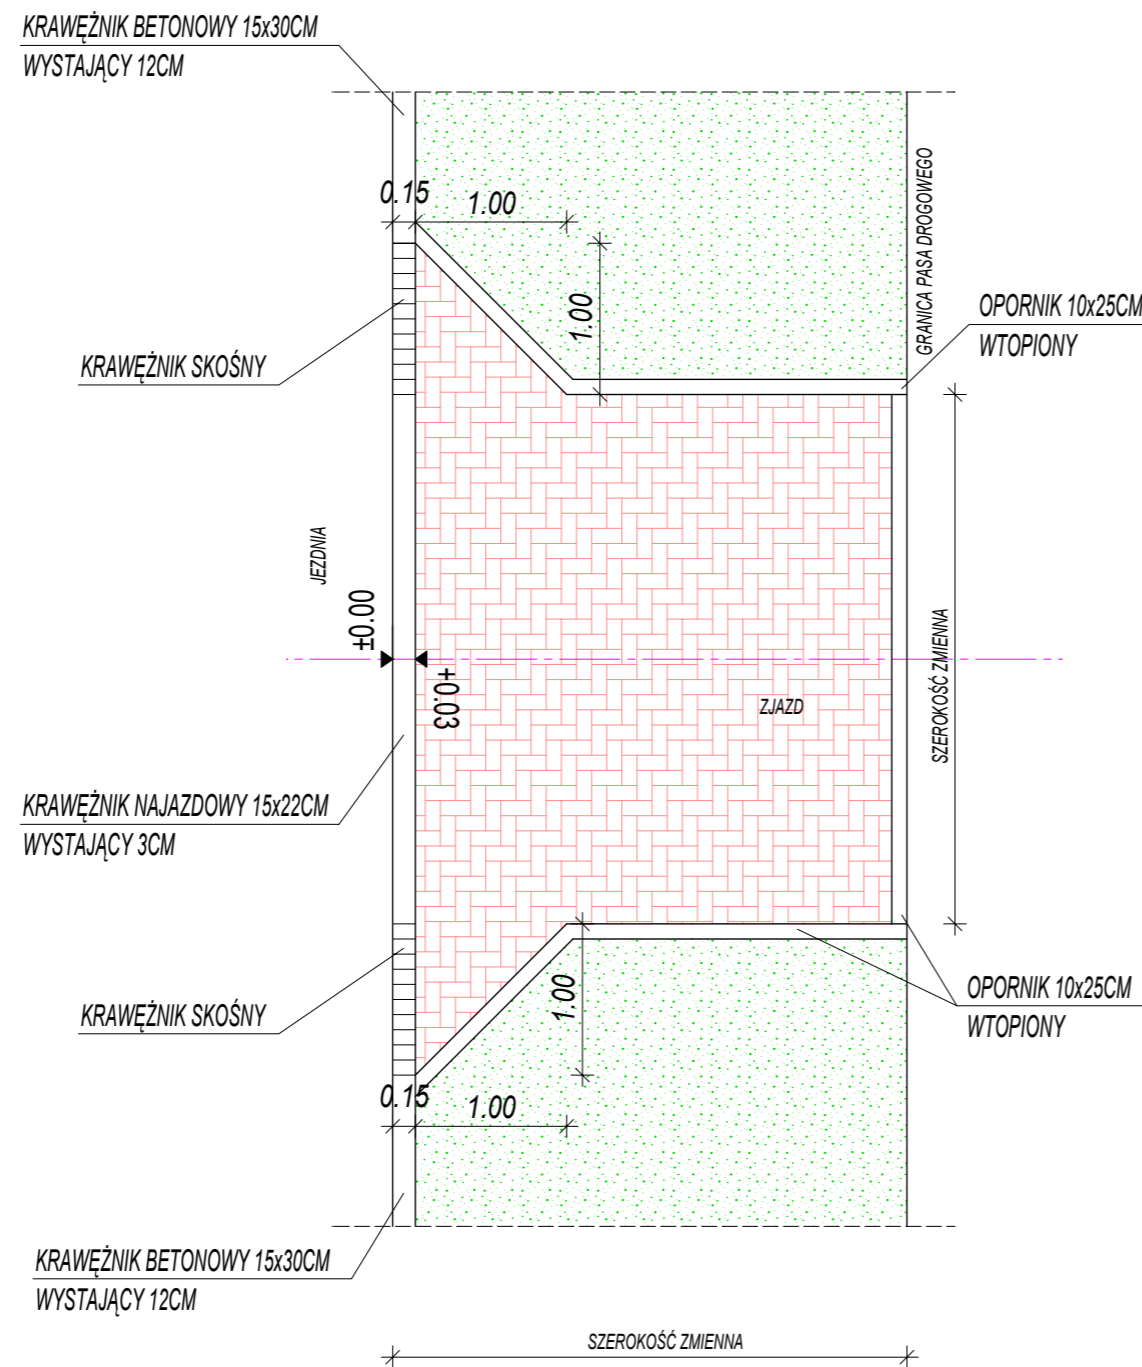 KRAWĘŻNIK BETONOWY 15x30CM
WYSTAJĄCY 12CM
0.15
1.00
1.00
GRANICA PASA DROGOWEGO
OPORNIK 10x25CM
WTOPIONY
KRAWĘŻNIK SKOŚNY
JEZDNIA
±0.00
+0.03
ZJAZD
SZEROKOŚĆ ZMIENNA
KRAWĘŻNIK NAJAZDOWY 15x22CM
WYSTAJĄCY 3CM
KRAWĘŻNIK SKOŚNY
1.00
OPORNIK 10x25CM
WTOPIONY
0.15
1.00
KRAWĘŻNIK BETONOWY 15x30CM
WYSTAJĄCY 12CM
SZEROKOŚĆ ZMIENNA